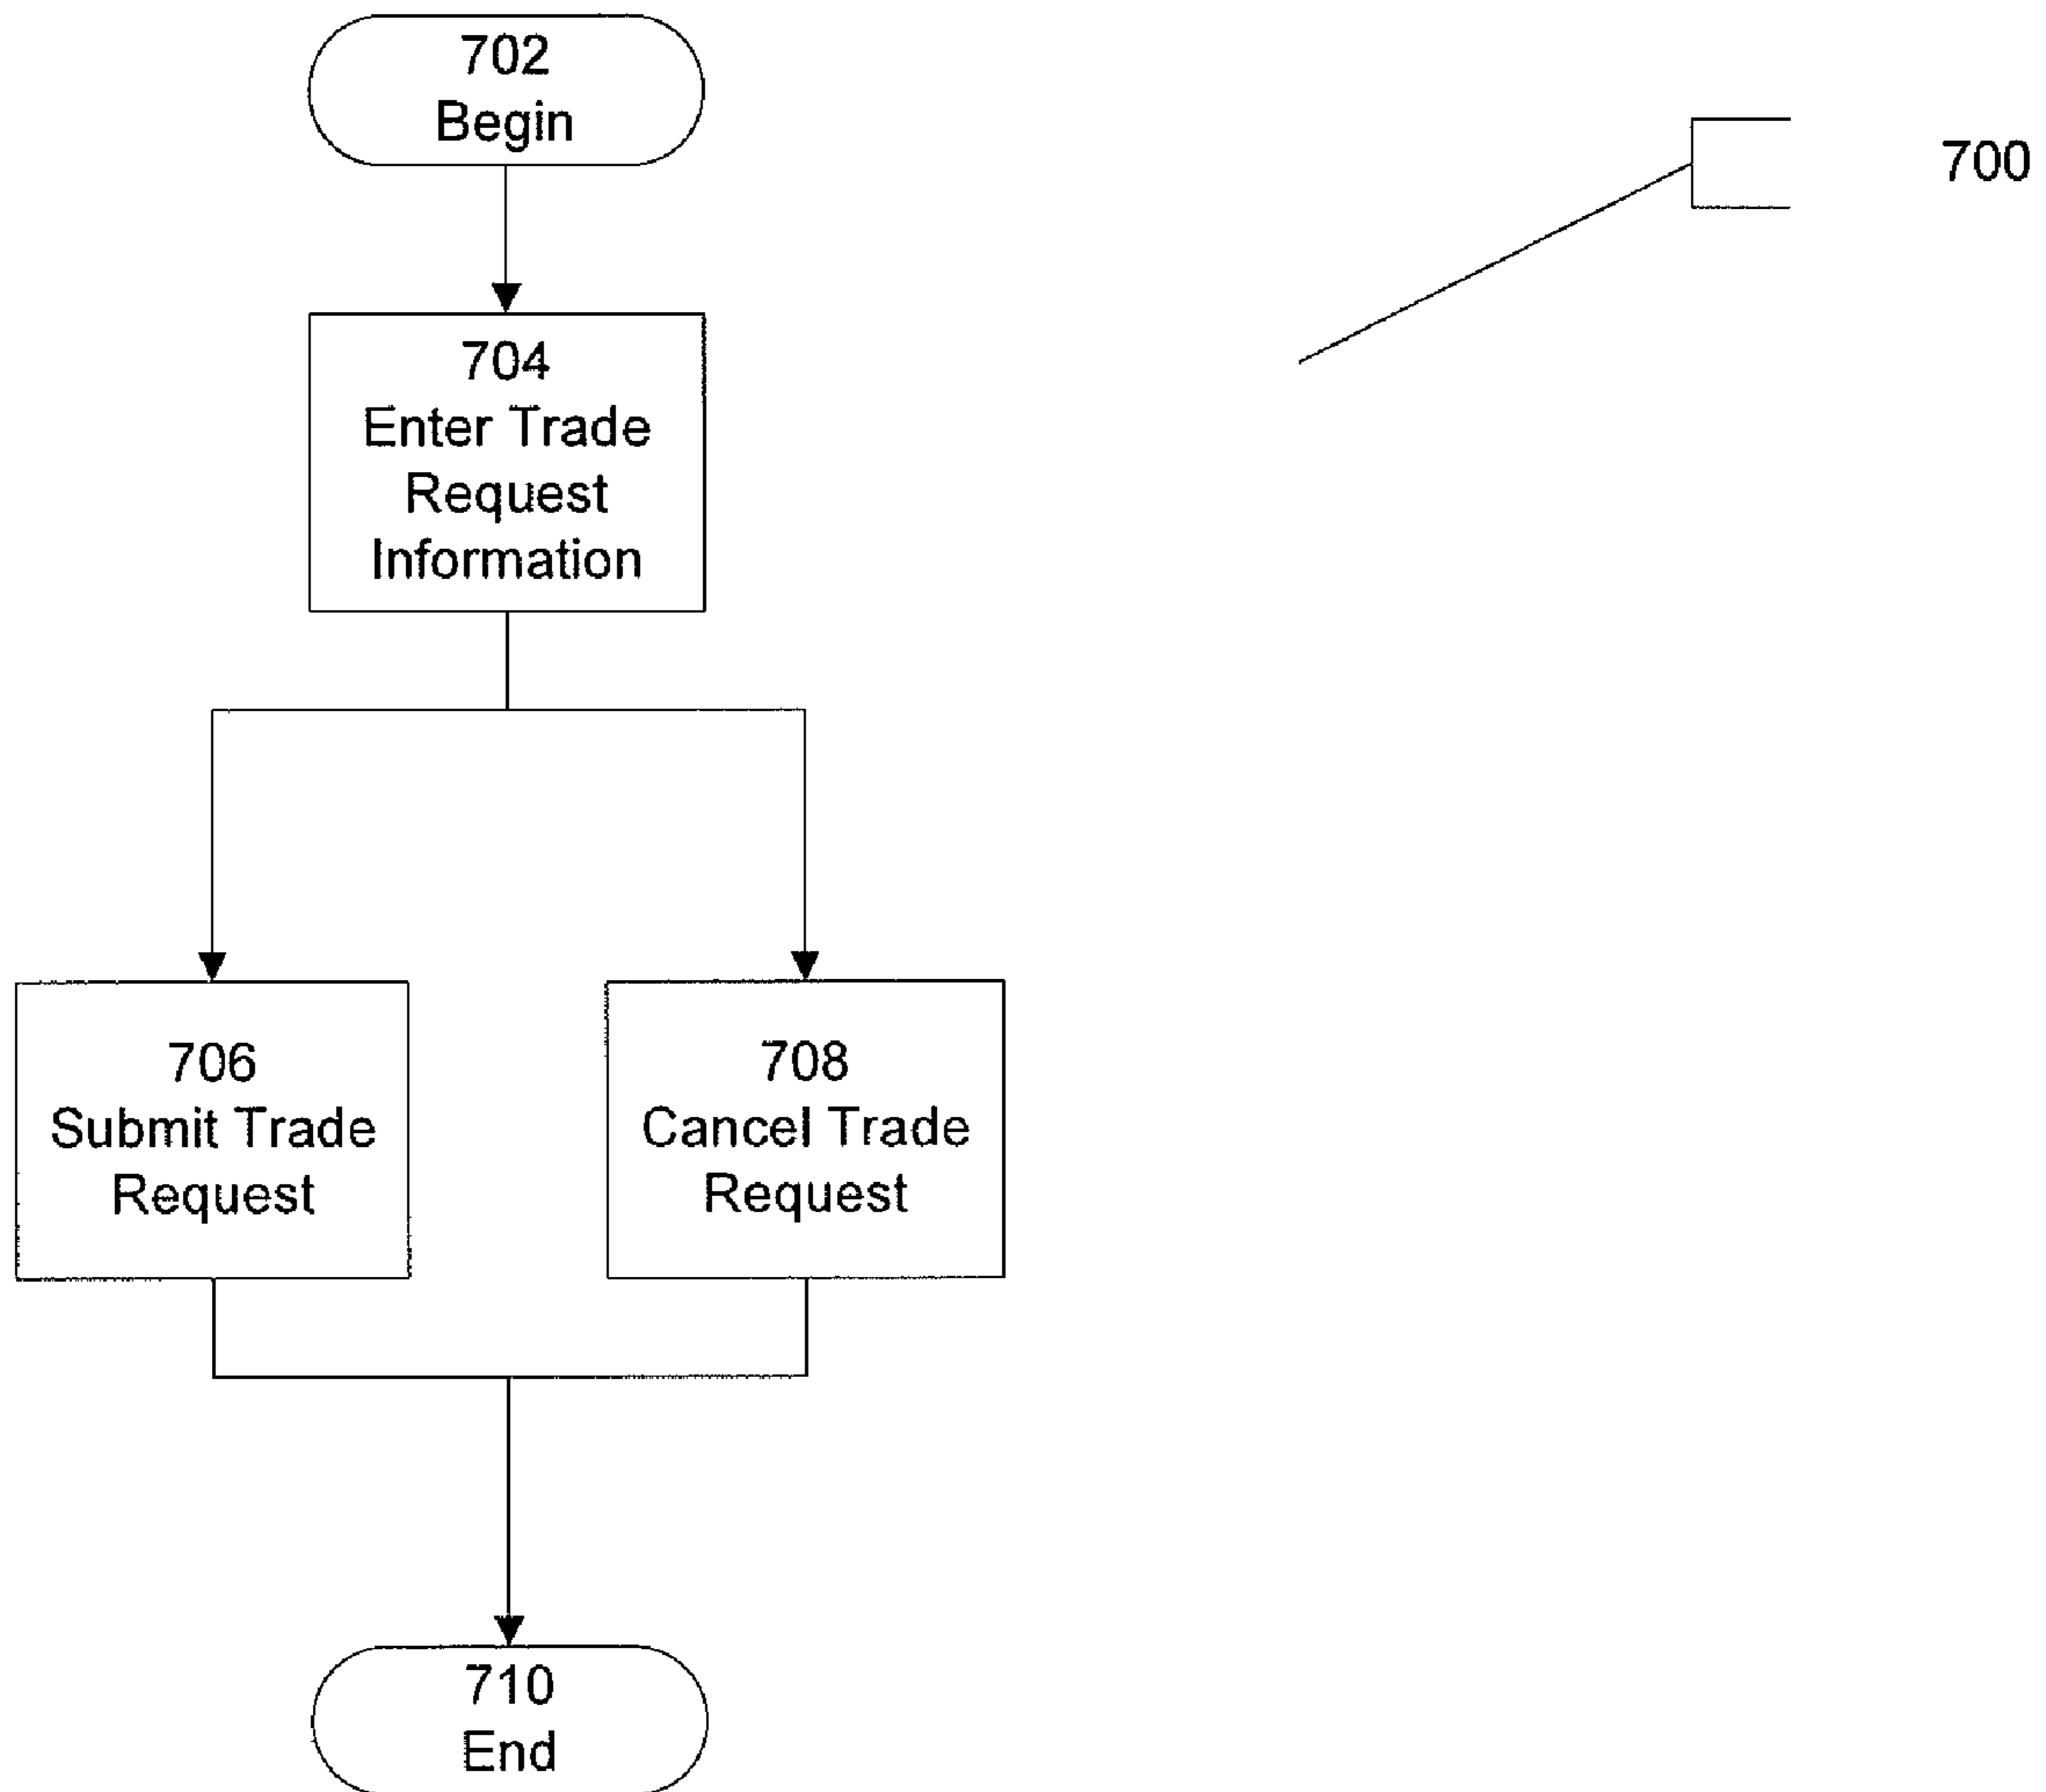 702
Begin
700
704
Enter Trade
Request
Information
706
Submit Trade
Request
708
Cancel Trade
Request
710
End